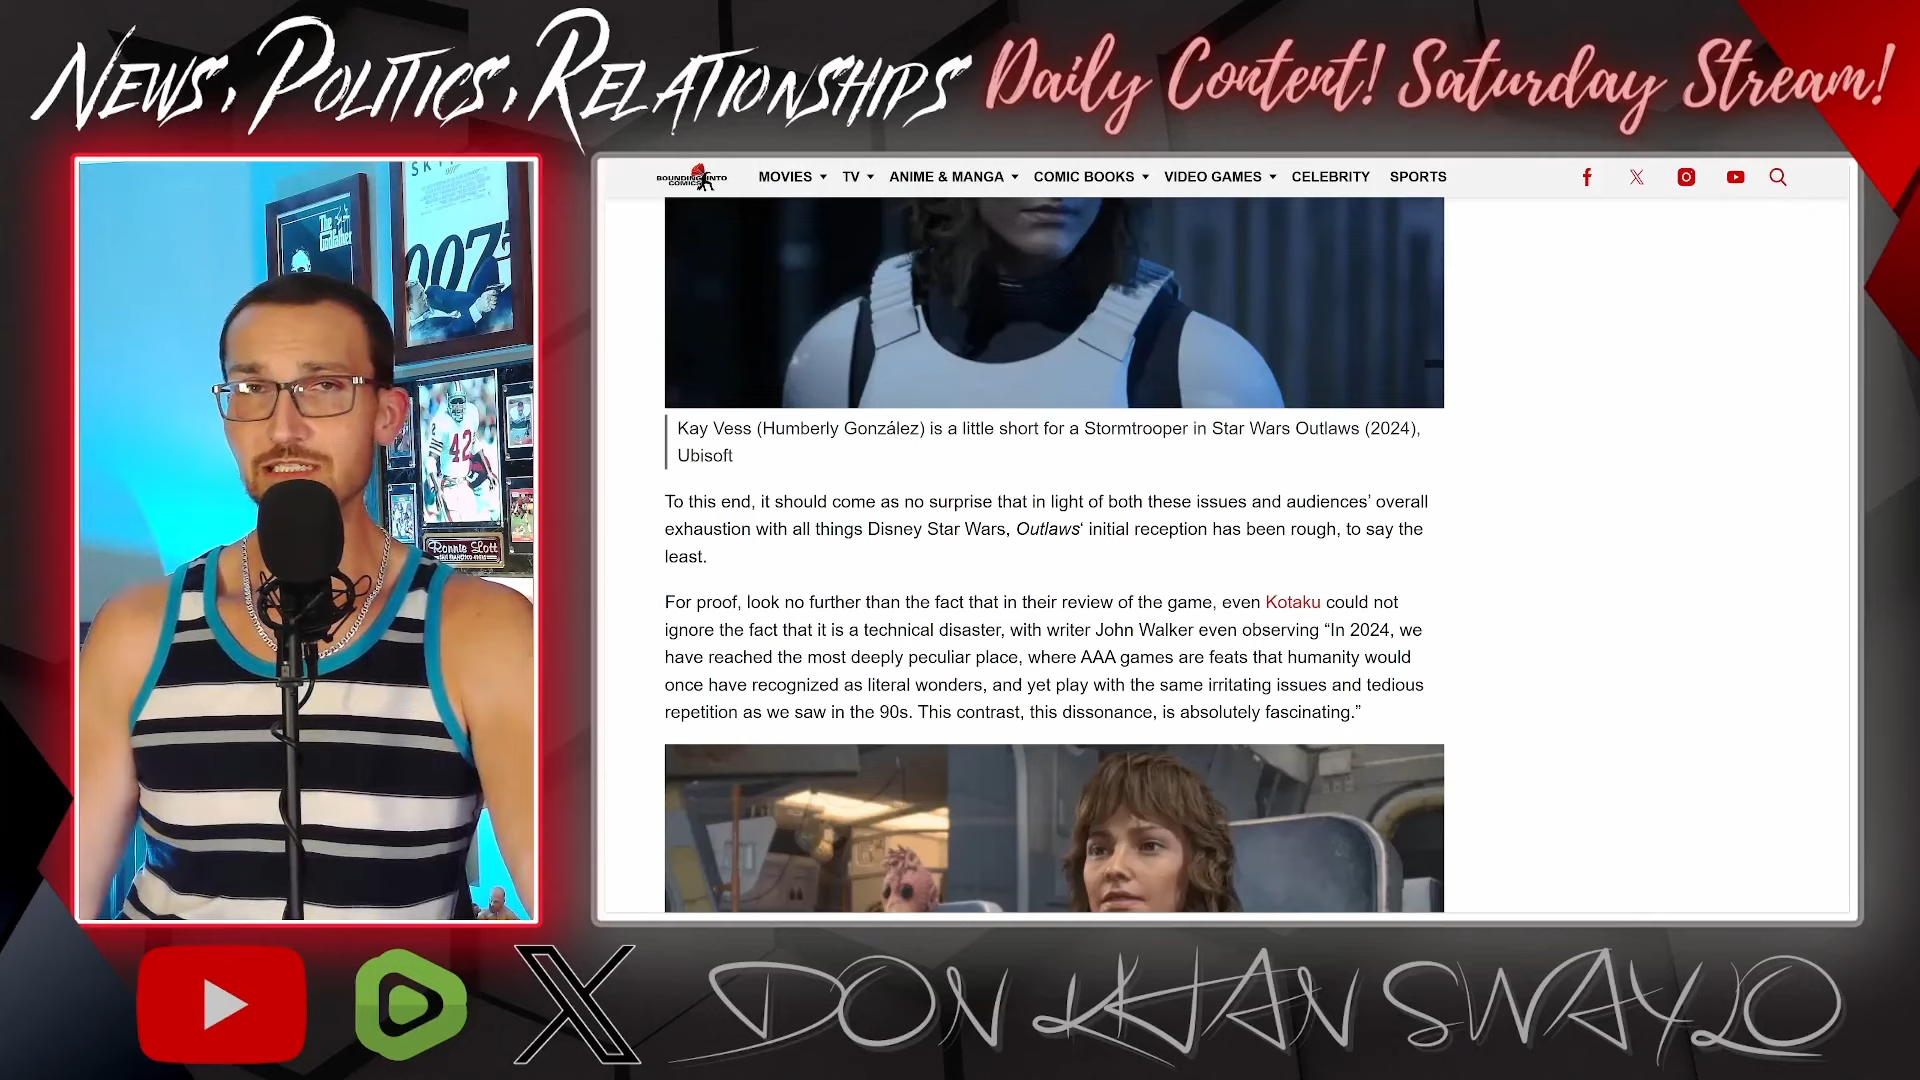 News, Politics, Relationships
Daily Content! Saturday Stream!
SKY
007
The Godfather
007
42
Ronnie Lott
BOUNDING INTO COMICS
MOVIES TV ANIME & MANGA COMIC BOOKS VIDEO GAMES CELEBRITY SPORTS
Kay Vess (Humberly González) is a little short for a Stormtrooper in Star Wars Outlaws (2024),
Ubisoft
To this end, it should come as no surprise that in light of both these issues and audiences’ overall
exhaustion with all things Disney Star Wars, Outlaws‘ initial reception has been rough, to say the
least.
For proof, look no further than the fact that in their review of the game, even Kotaku could not
ignore the fact that it is a technical disaster, with writer John Walker even observing “In 2024, we
have reached the most deeply peculiar place, where AAA games are feats that humanity would
once have recognized as literal wonders, and yet play with the same irritating issues and tedious
repetition as we saw in the 90s. This contrast, this dissonance, is absolutely fascinating.”
DON KHAN SWAYLO